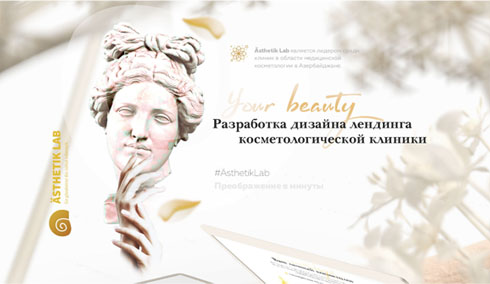 Ästhetik Lab является лидером среди
клиник в области медицинской
косметологии в Азербайджане
Your beauty
Разработка дизайна лендинга
косметологической клиники
#ÄsthetikLab
Преображение в минуты
ÄSTHETIK LAB